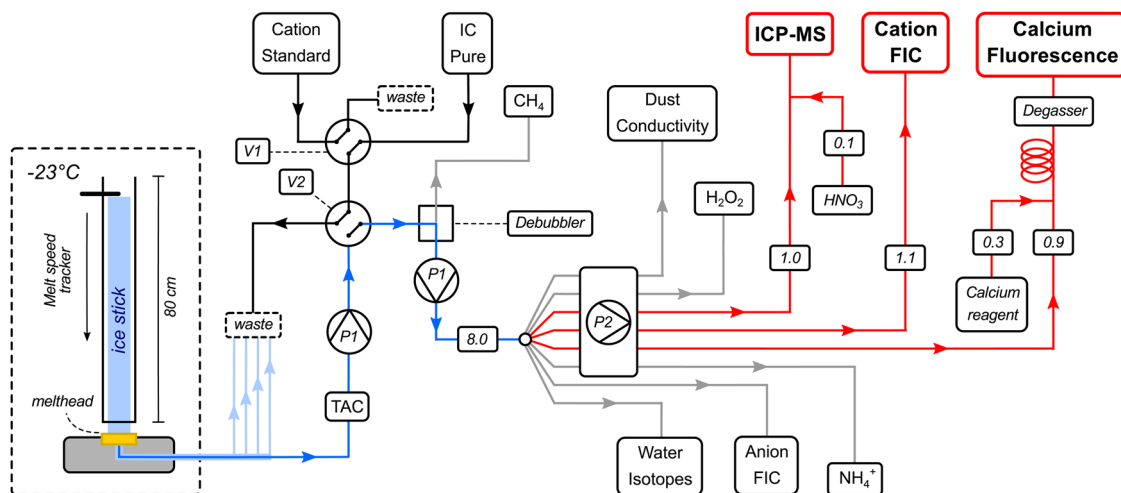 Cation
Standard
IC
Pure
waste
CH₄
V1
V2
Debubbler
P1
Dust
Conductivity
H₂O₂
ICP-MS
Cation
FIC
Calcium
Fluorescence
Degasser
0.1
HNO₃
1.0
1.1
0.3
0.9
Calcium
reagent
-23°C
Melt speed
tracker
ice stick
80 cm
melthead
waste
P1
TAC
8.0
P2
Water
Isotopes
Anion
FIC
NH₄⁺